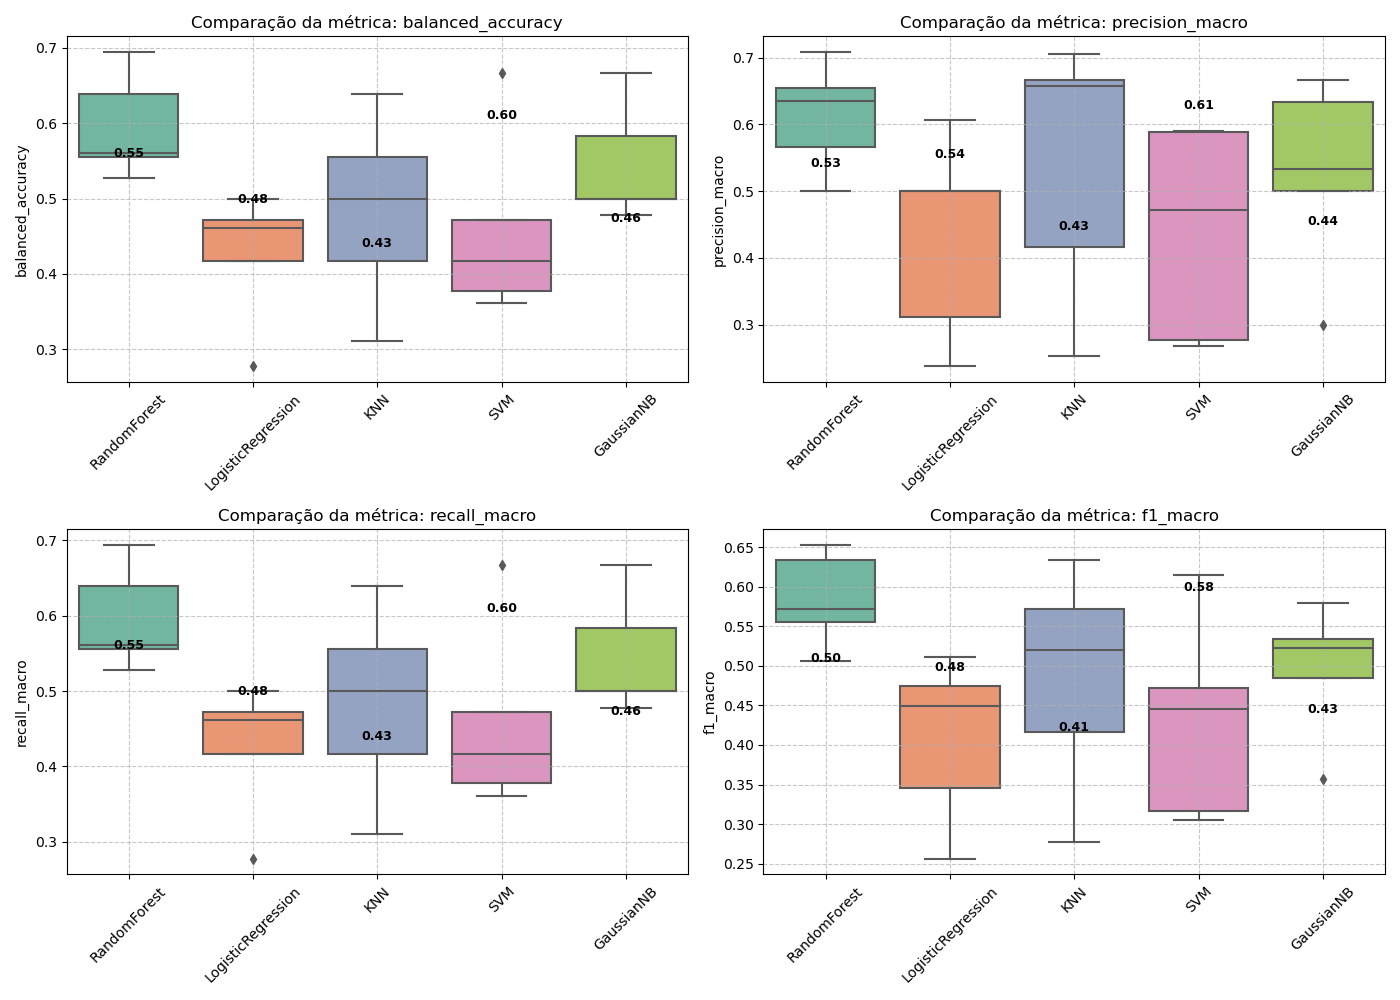 Comparação da métrica: balanced_accuracy
balanced_accuracy
0.7
0.6
0.5
0.4
0.3
0.55
0.48
0.43
0.60
0.46
RandomForest
LogisticRegression
KNN
SVM
GaussianNB
Comparação da métrica: precision_macro
precision_macro
0.7
0.6
0.5
0.4
0.3
0.53
0.54
0.43
0.61
0.44
RandomForest
LogisticRegression
KNN
SVM
GaussianNB
Comparação da métrica: recall_macro
recall_macro
0.7
0.6
0.5
0.4
0.3
0.55
0.48
0.43
0.60
0.46
RandomForest
LogisticRegression
KNN
SVM
GaussianNB
Comparação da métrica: f1_macro
f1_macro
0.65
0.60
0.55
0.50
0.45
0.40
0.35
0.30
0.25
0.50
0.48
0.41
0.58
0.43
RandomForest
LogisticRegression
KNN
SVM
GaussianNB